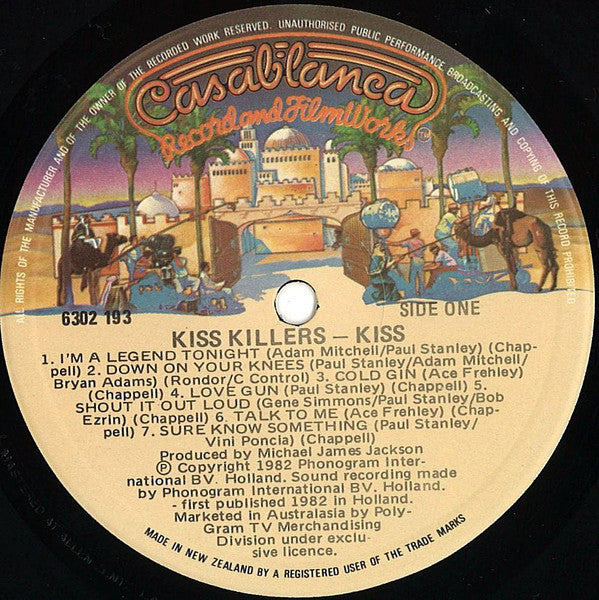 ALL RIGHTS OF THE MANUFACTURER AND OF THE OWNER OF THE RECORDED WORK RESERVED. UNAUTHORISED PUBLIC PERFORMANCE BROADCASTING AND COPYING OF THIS RECORD PROHIBITED
Casablanca
Record and FilmWorks™
6302 193
SIDE ONE
KISS KILLERS – KISS
1. I'M A LEGEND TONIGHT (Adam Mitchell/Paul Stanley) (Chap-
pell) 2. DOWN ON YOUR KNEES (Paul Stanley/Adam Mitchell/
Bryan Adams) (Rondor/C Control) 3. COLD GIN (Ace Frehley)
(Chappell) 4. LOVE GUN (Paul Stanley) (Chappell) 5.
SHOUT IT OUT LOUD (Gene Simmons/Paul Stanley/Bob
Ezrin) (Chappell) 6. TALK TO ME (Ace Frehley) (Chap-
pell) 7. SURE KNOW SOMETHING (Paul Stanley/
Vini Poncia) (Chappell)
Produced by Michael James Jackson
Ⓟ Copyright 1982 Phonogram Inter-
national BV. Holland. Sound recording made
by Phonogram International BV. Holland.
- first published 1982 in Holland.
Marketed in Australasia by Poly-
Gram TV Merchandising
Division under exclu-
sive licence.
MADE IN NEW ZEALAND BY A REGISTERED USER OF THE TRADE MARKS